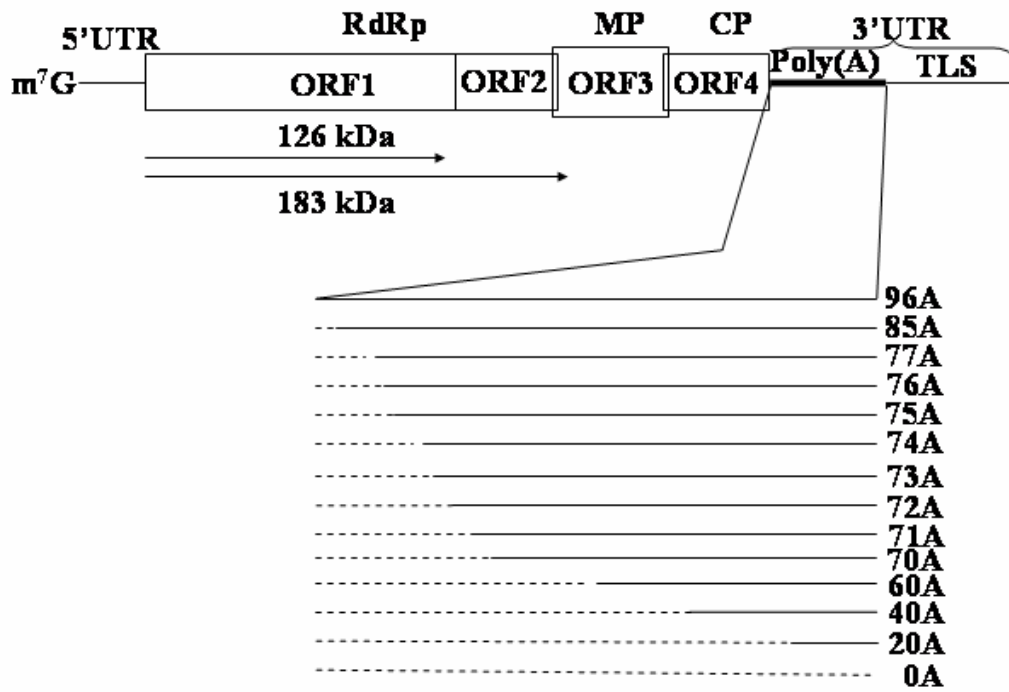 RdRp MP CP 3'UTR
5'UTR Poly(A) TLS
m⁷G ORF1 ORF2 ORF3 ORF4
126 kDa
183 kDa
96A
85A
77A
76A
75A
74A
73A
72A
71A
70A
60A
40A
20A
0A